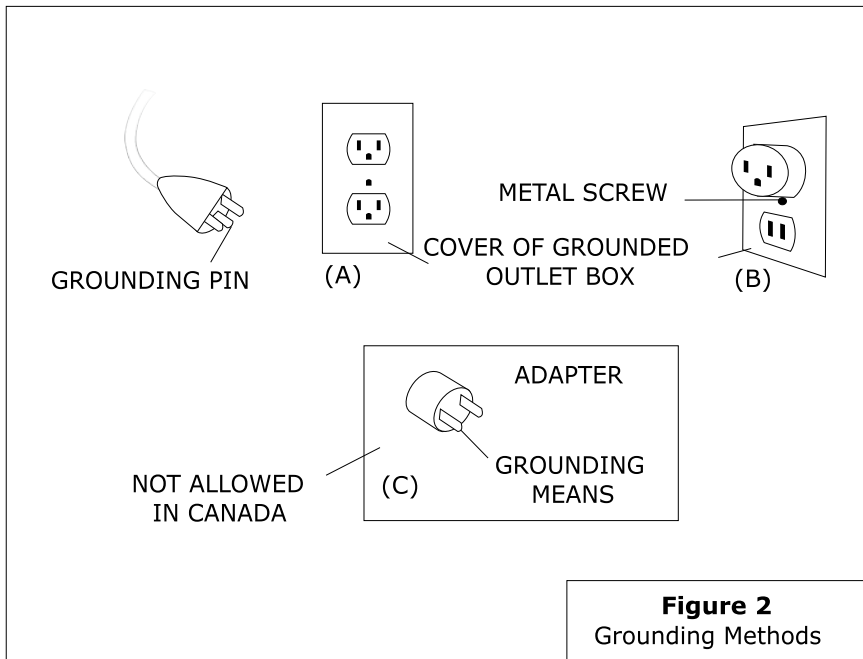 METAL SCREW
COVER OF GROUNDED
OUTLET BOX
GROUNDING PIN
(A)
(B)
ADAPTER
GROUNDING
MEANS
NOT ALLOWED
IN CANADA
(C)
Figure 2
Grounding Methods